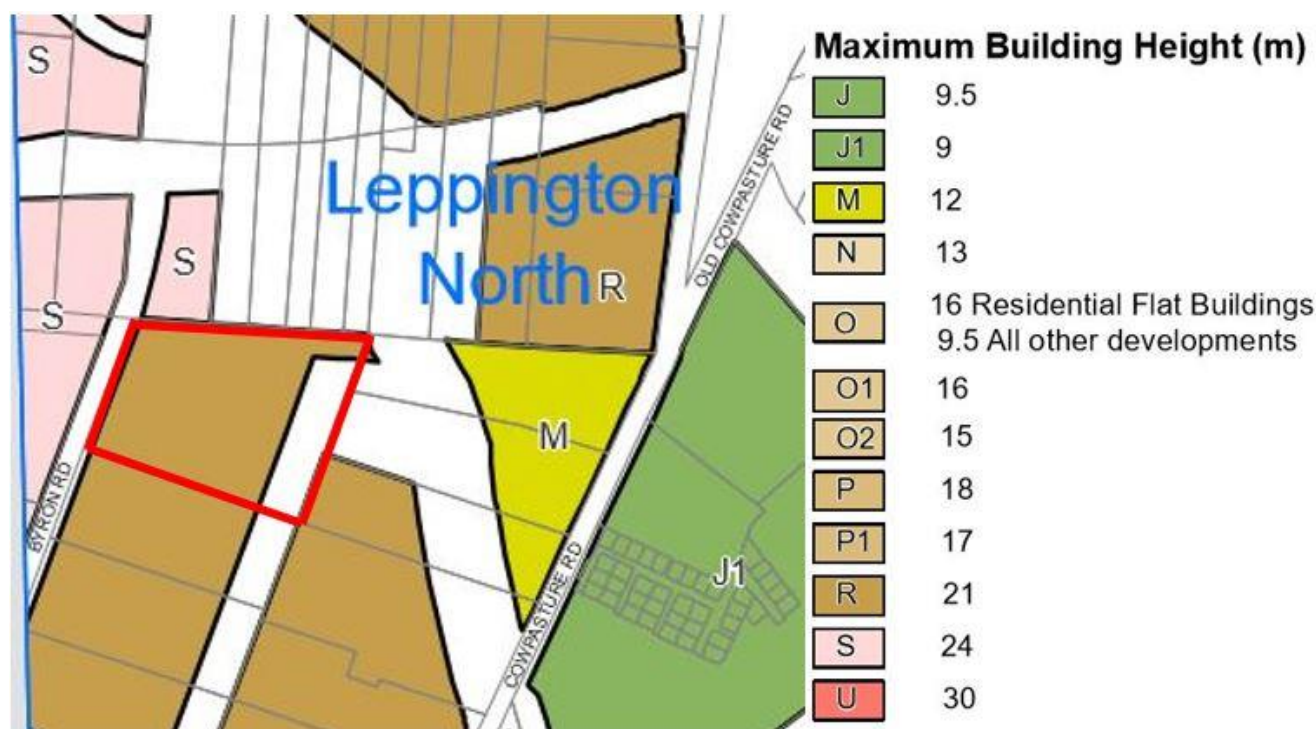 S
Leppington
North
S
S
R
OLD COWPASTURE RD
M
BYRON RD
COWPASTURE RD
J1
Maximum Building Height (m)
J 9.5
J1 9
M 12
N 13
O 16 Residential Flat Buildings
9.5 All other developments
O1 16
O2 15
P 18
P1 17
R 21
S 24
U 30